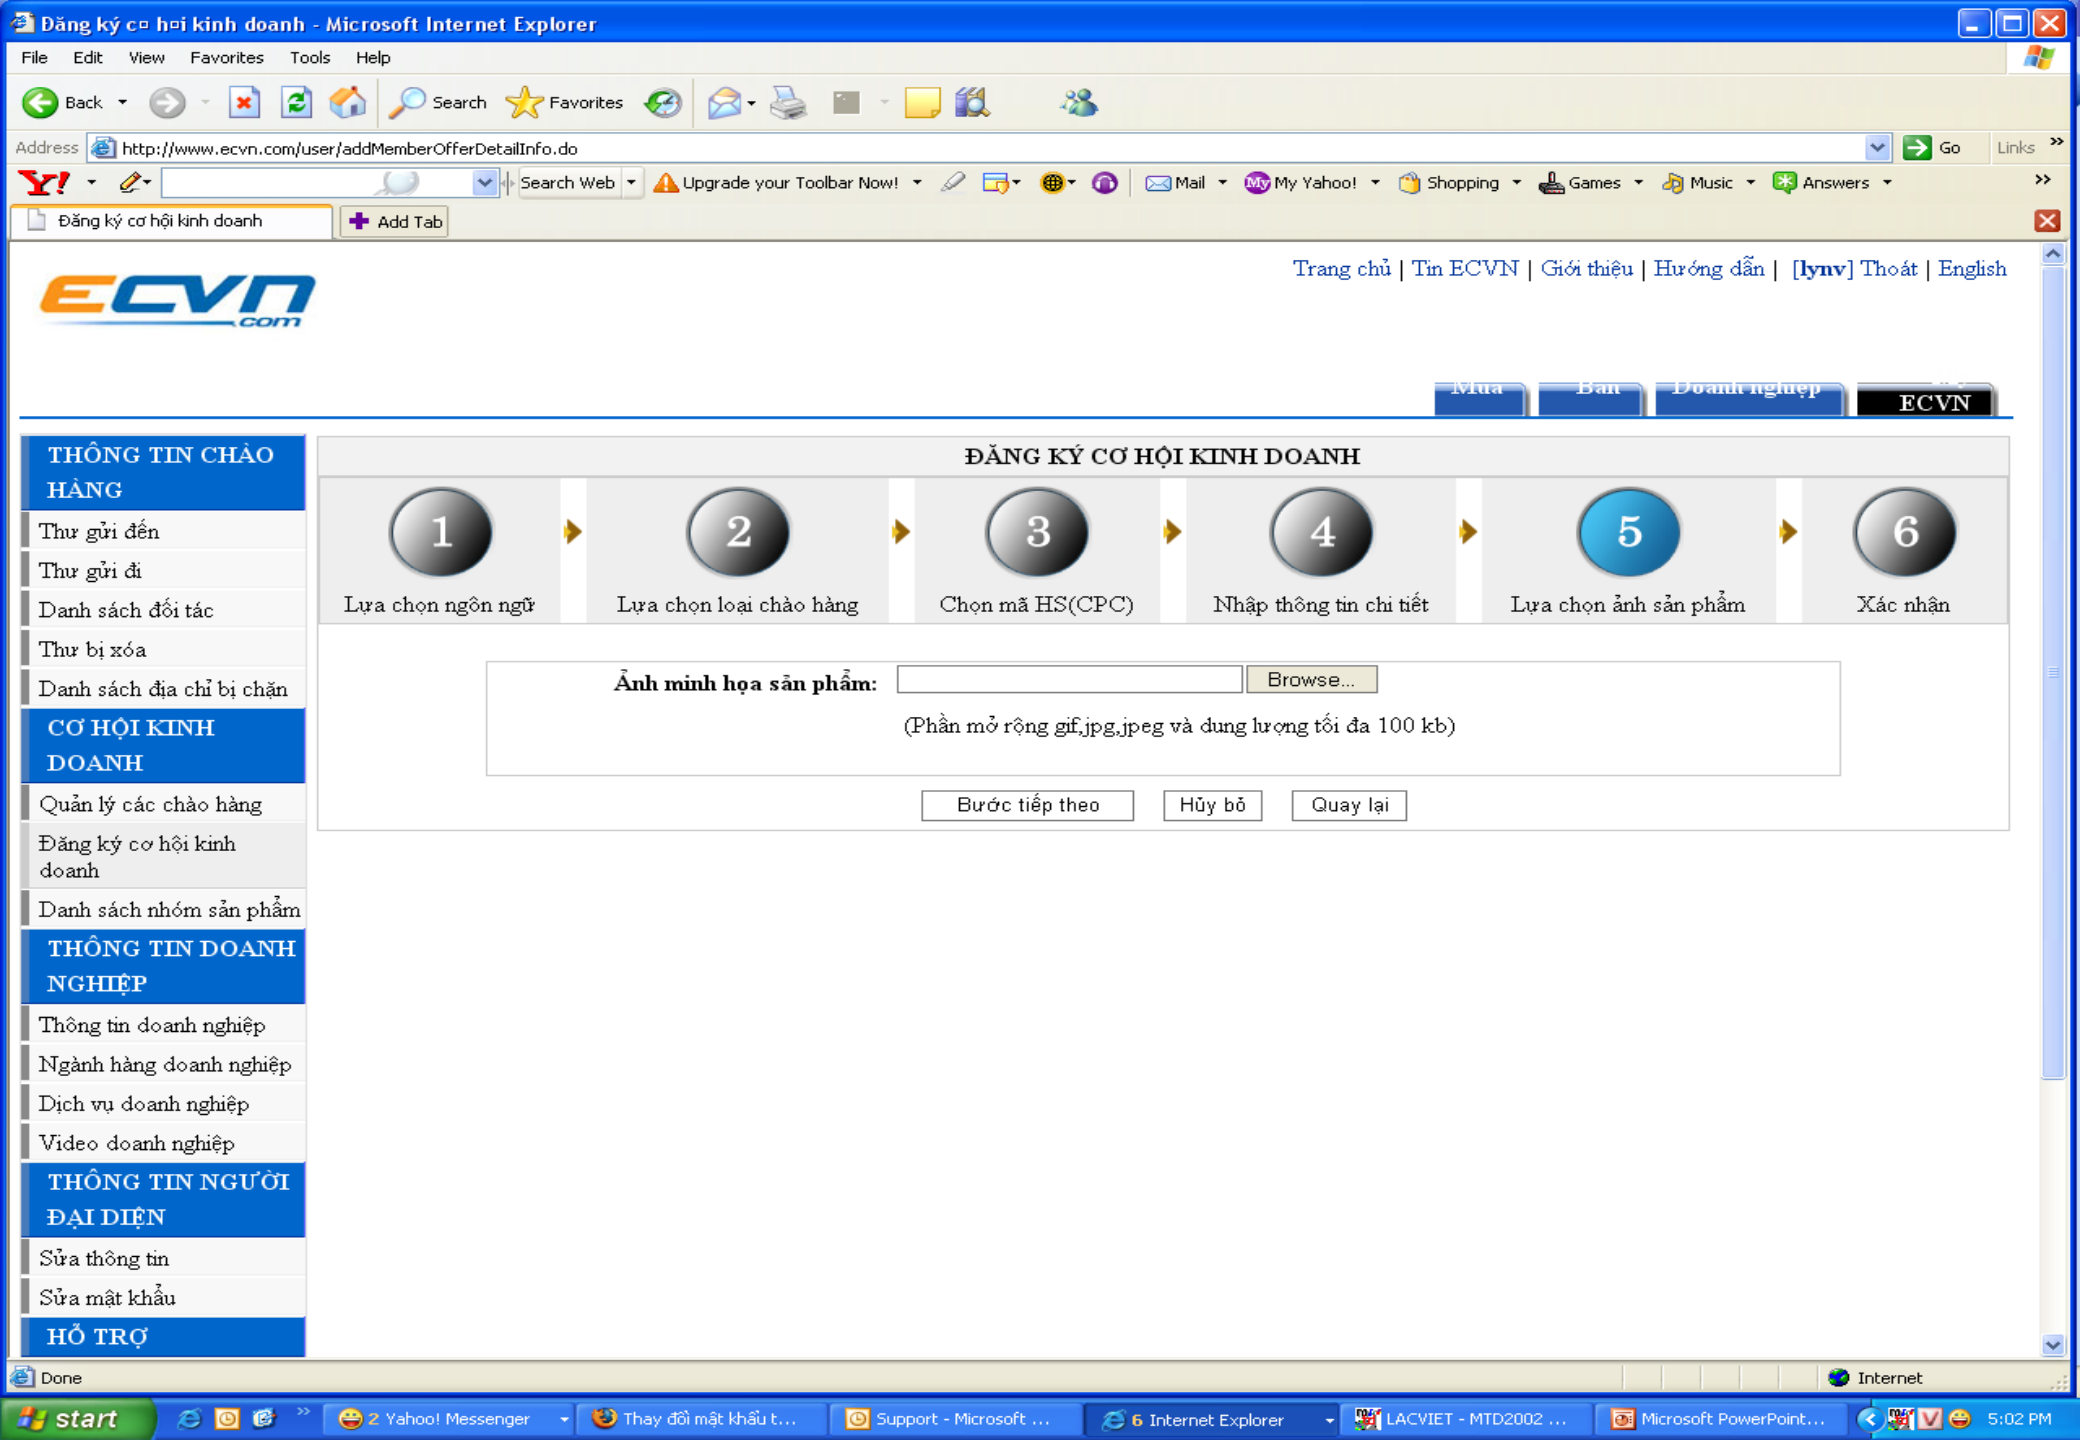 Đăng ký c¤ h¤i kinh doanh - Microsoft Internet Explorer
File Edit View Favorites Tools Help
Back Search Favorites
Address http://www.ecvn.com/user/addMemberOfferDetailInfo.do Go Links »
Y! Search Web Upgrade your Toolbar Now! Mail My My Yahoo! Shopping Games Music Answers »
Đăng ký cơ hội kinh doanh Add Tab
Trang chủ | Tin ECVN | Giới thiệu | Hướng dẫn | [lynv] Thoát | English
ECVN
.com
Mua Bán Doanh nghiệp
ECVN
THÔNG TIN CHÀO
HÀNG
Thư gửi đến
Thư gửi đi
Danh sách đối tác
Thư bị xóa
Danh sách địa chỉ bị chặn
CƠ HỘI KINH
DOANH
Quản lý các chào hàng
Đăng ký cơ hội kinh
doanh
Danh sách nhóm sản phẩm
THÔNG TIN DOANH
NGHIỆP
Thông tin doanh nghiệp
Ngành hàng doanh nghiệp
Dịch vụ doanh nghiệp
Video doanh nghiệp
THÔNG TIN NGƯỜI
ĐẠI DIỆN
Sửa thông tin
Sửa mật khẩu
HỖ TRỢ
ĐĂNG KÝ CƠ HỘI KINH DOANH
1 2 3 4 5 6
Lựa chọn ngôn ngữ Lựa chọn loại chào hàng Chọn mã HS(CPC) Nhập thông tin chi tiết Lựa chọn ảnh sản phẩm Xác nhận
Ảnh minh họa sản phẩm: Browse...
(Phần mở rộng gif,jpg,jpeg và dung lượng tối đa 100 kb)
Bước tiếp theo Hủy bỏ Quay lại
Done Internet
start » 2 Yahoo! Messenger Thay đổi mật khẩu t... Support - Microsoft ... 6 Internet Explorer LACVIET - MTD2002 ... Microsoft PowerPoint... V 5:02 PM